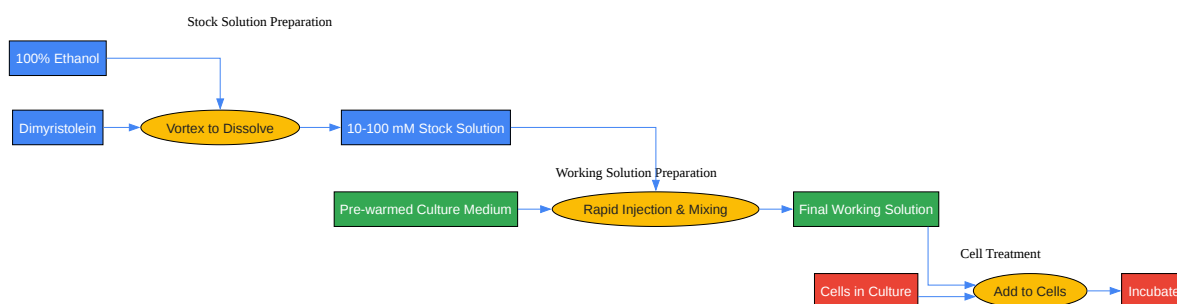 Stock Solution Preparation
100% Ethanol
Dimyristolein
Vortex to Dissolve
10-100 mM Stock Solution
Working Solution Preparation
Pre-warmed Culture Medium
Rapid Injection & Mixing
Final Working Solution
Cell Treatment
Cells in Culture
Add to Cells
Incubate